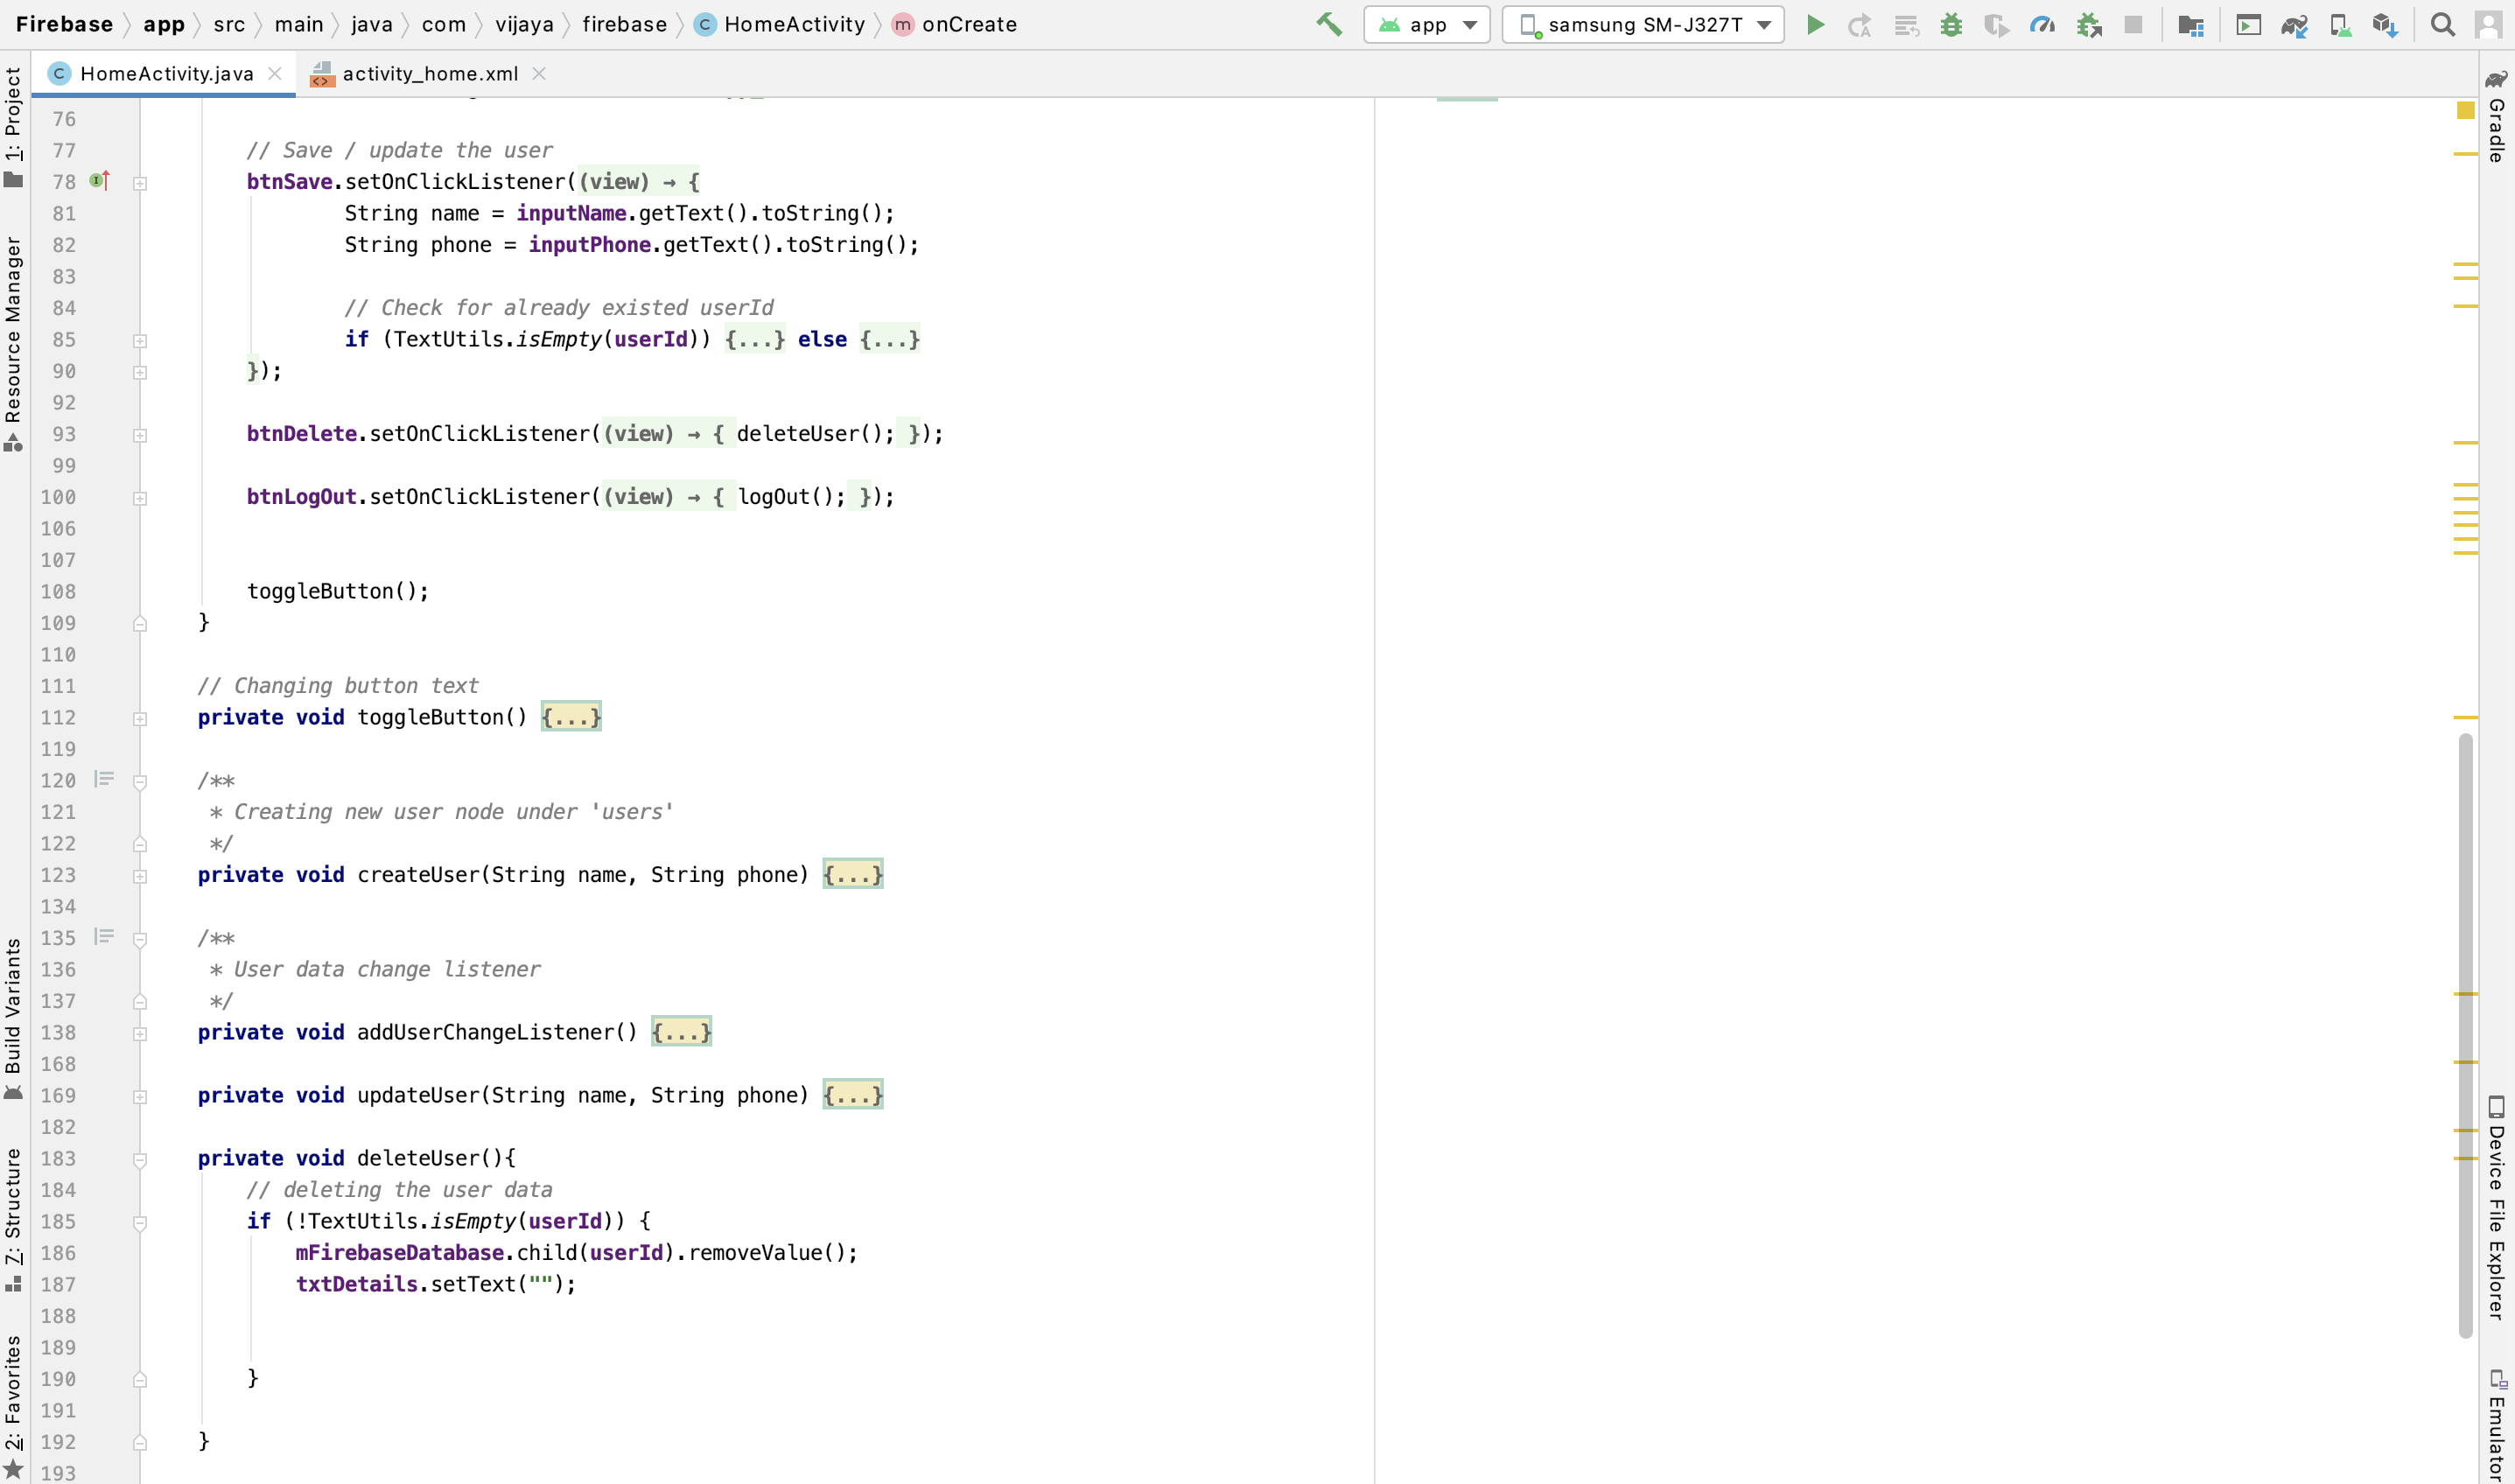 Firebase app src main java com vijaya firebase HomeActivity onCreate app samsung SM-J327T
HomeActivity.java activity_home.xml
1: Project
Resource Manager
Build Variants
7: Structure
2: Favorites
76
77 // Save / update the user
78 btnSave.setOnClickListener((view) → {
81 String name = inputName.getText().toString();
82 String phone = inputPhone.getText().toString();
83
84 // Check for already existed userId
85 if (TextUtils.isEmpty(userId)) {...} else {...}
90 });
92
93 btnDelete.setOnClickListener((view) → { deleteUser(); });
99
100 btnLogOut.setOnClickListener((view) → { logOut(); });
106
107
108 toggleButton();
109 }
110
111 // Changing button text
112 private void toggleButton() {...}
119
120 /**
121 * Creating new user node under 'users'
122 */
123 private void createUser(String name, String phone) {...}
134
135 /**
136 * User data change listener
137 */
138 private void addUserChangeListener() {...}
168
169 private void updateUser(String name, String phone) {...}
182
183 private void deleteUser(){
184 // deleting the user data
185 if (!TextUtils.isEmpty(userId)) {
186 mFirebaseDatabase.child(userId).removeValue();
187 txtDetails.setText("");
188
189
190 }
191
192 }
193
Gradle
Device File Explorer
Emulator